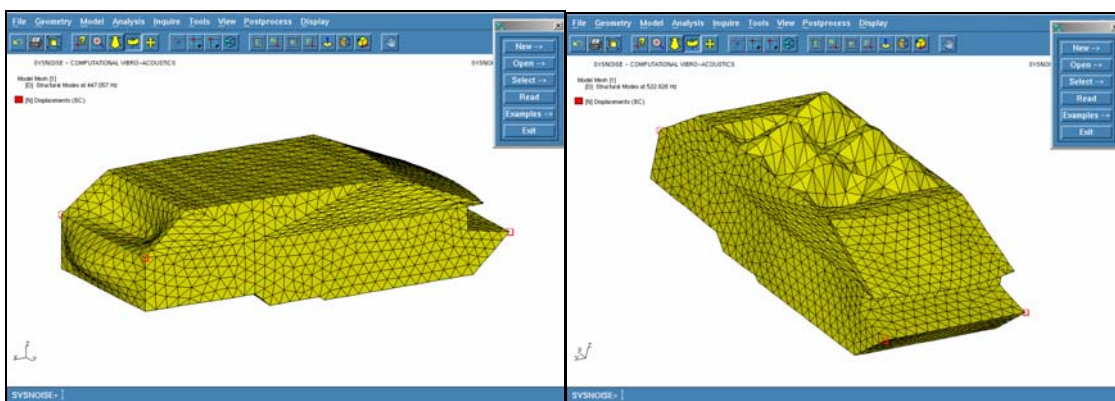 File Geometry Model Analysis Inquire Tools View Postprocess Display
SYSNOISE - COMPUTATIONAL VIBRO-ACOUSTICS
SYSNO
Model Mesh [1]
[D] Structural Modes at 447.057 Hz
[N] Displacements (BC)
New ->
Open ->
Select ->
Read
Examples ->
Exit
Z
X
Y
SYSNOISE>
File Geometry Model Analysis Inquire Tools View Postprocess Display
SYSNOISE - COMPUTATIONAL VIBRO-ACOUSTICS
SYSNO
Model Mesh [1]
[D] Structural Modes at 522.826 Hz
[N] Displacements (BC)
New ->
Open ->
Select ->
Read
Examples ->
Exit
Z
SYSNOISE>